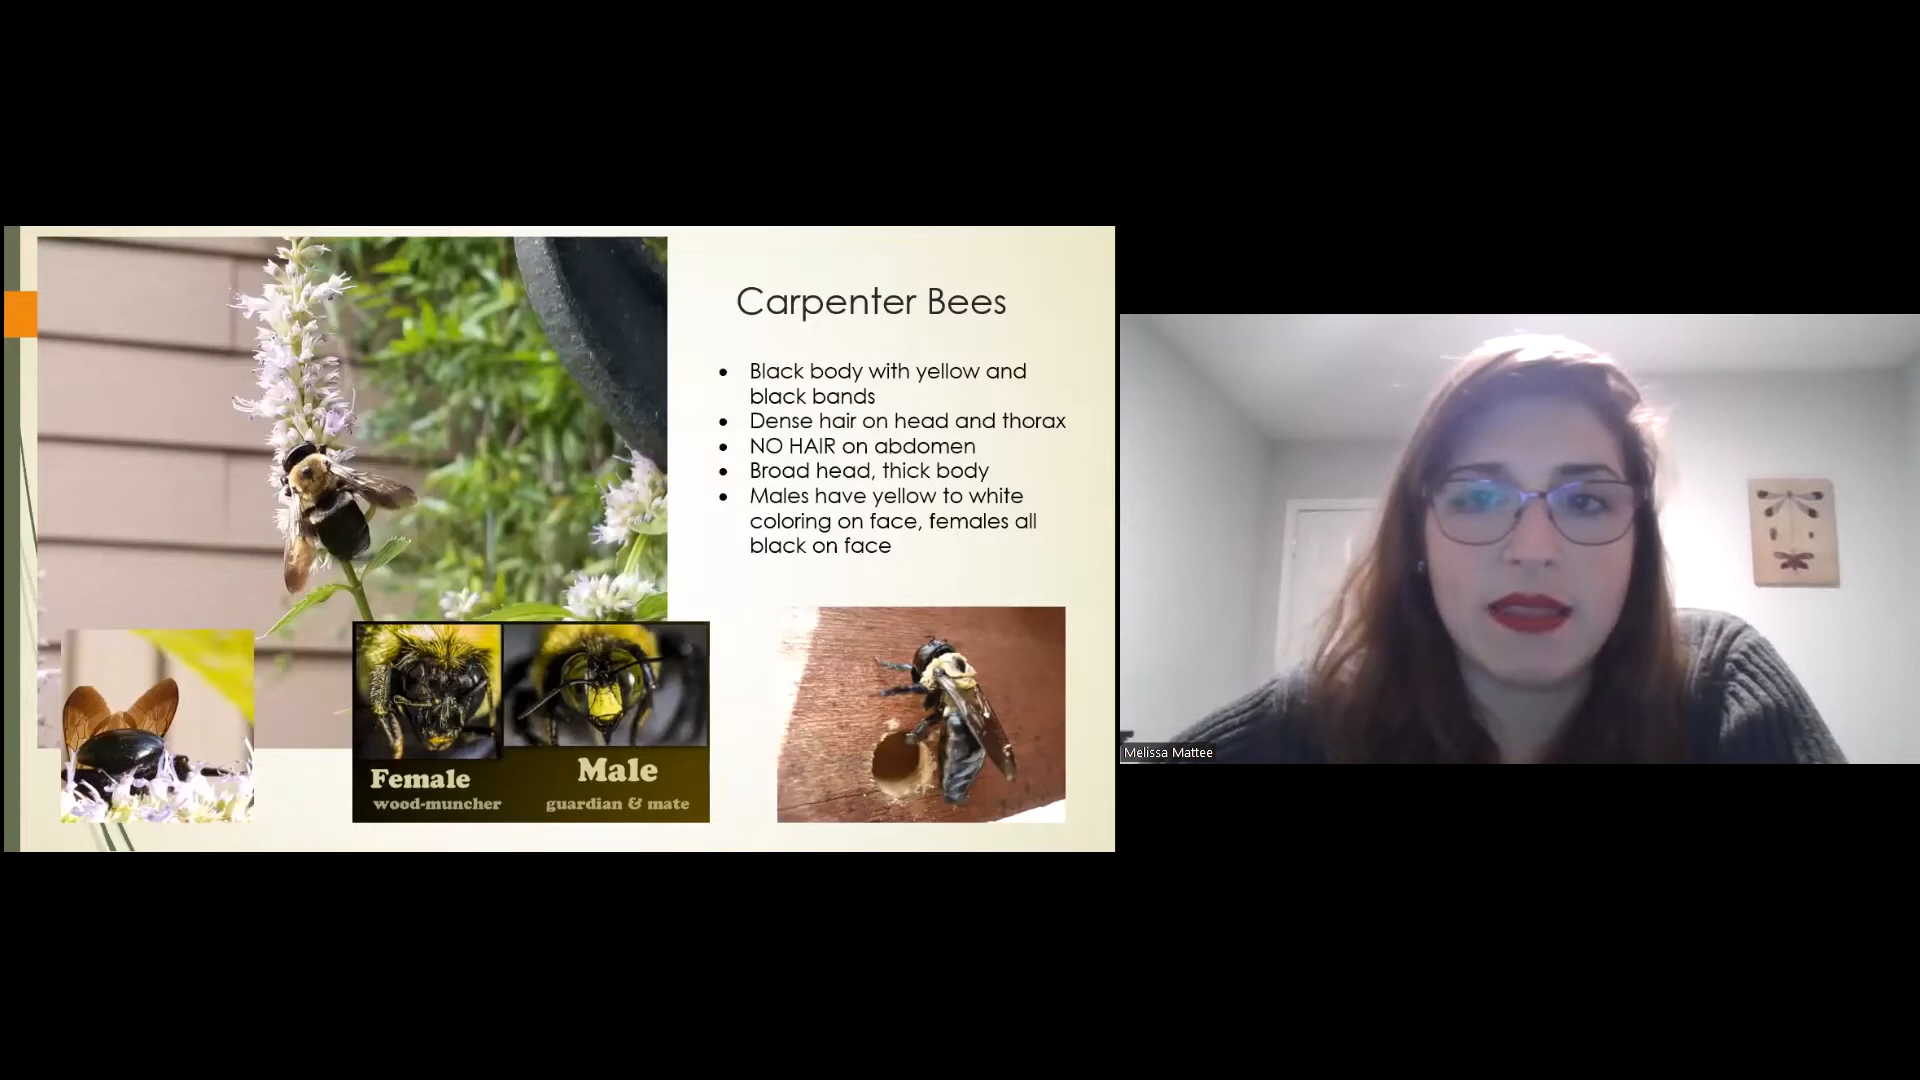 Carpenter Bees
• Black body with yellow and
black bands
• Dense hair on head and thorax
• NO HAIR on abdomen
• Broad head, thick body
• Males have yellow to white
coloring on face, females all
black on face
Female
wood-muncher
Male
guardian & mate
Melissa Mattee